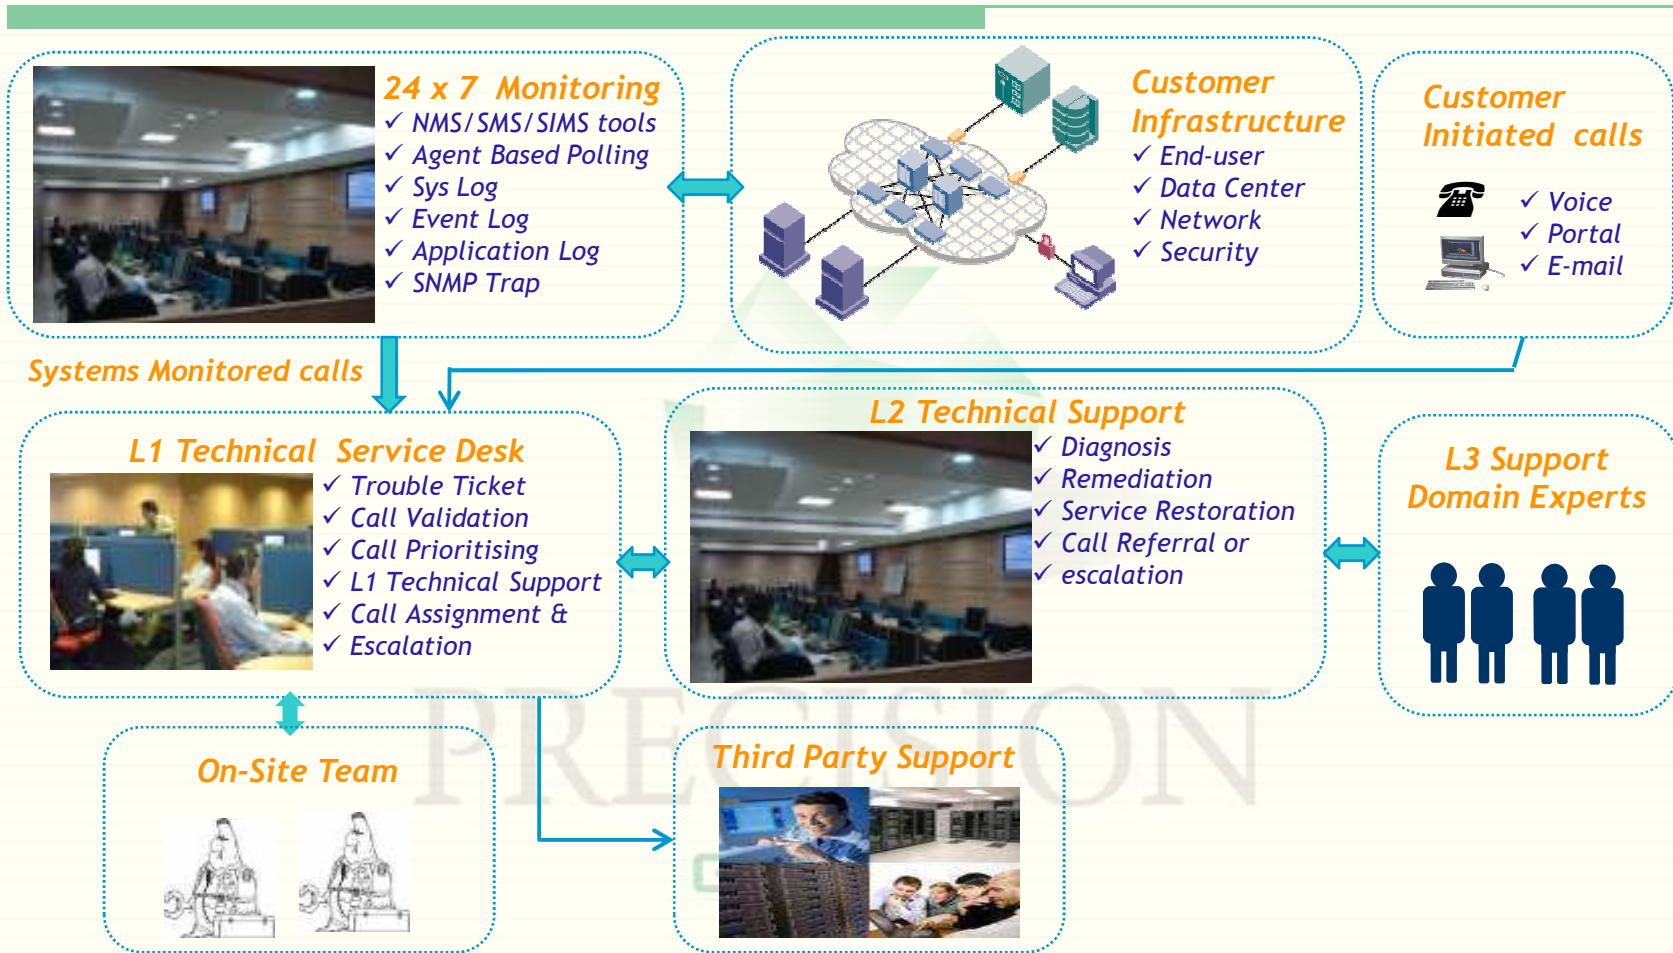 24 x 7 Monitoring
✓ NMS/SMS/SIMS tools
✓ Agent Based Polling
✓ Sys Log
✓ Event Log
✓ Application Log
✓ SNMP Trap
Customer
Infrastructure
✓ End-user
✓ Data Center
✓ Network
✓ Security
Customer
Initiated calls
✓ Voice
✓ Portal
✓ E-mail
Systems Monitored calls
L1 Technical Service Desk
✓ Trouble Ticket
✓ Call Validation
✓ Call Prioritising
✓ L1 Technical Support
✓ Call Assignment &
✓ Escalation
L2 Technical Support
✓ Diagnosis
✓ Remediation
✓ Service Restoration
✓ Call Referral or
✓ escalation
L3 Support
Domain Experts
PRECISION
On-Site Team
Third Party Support